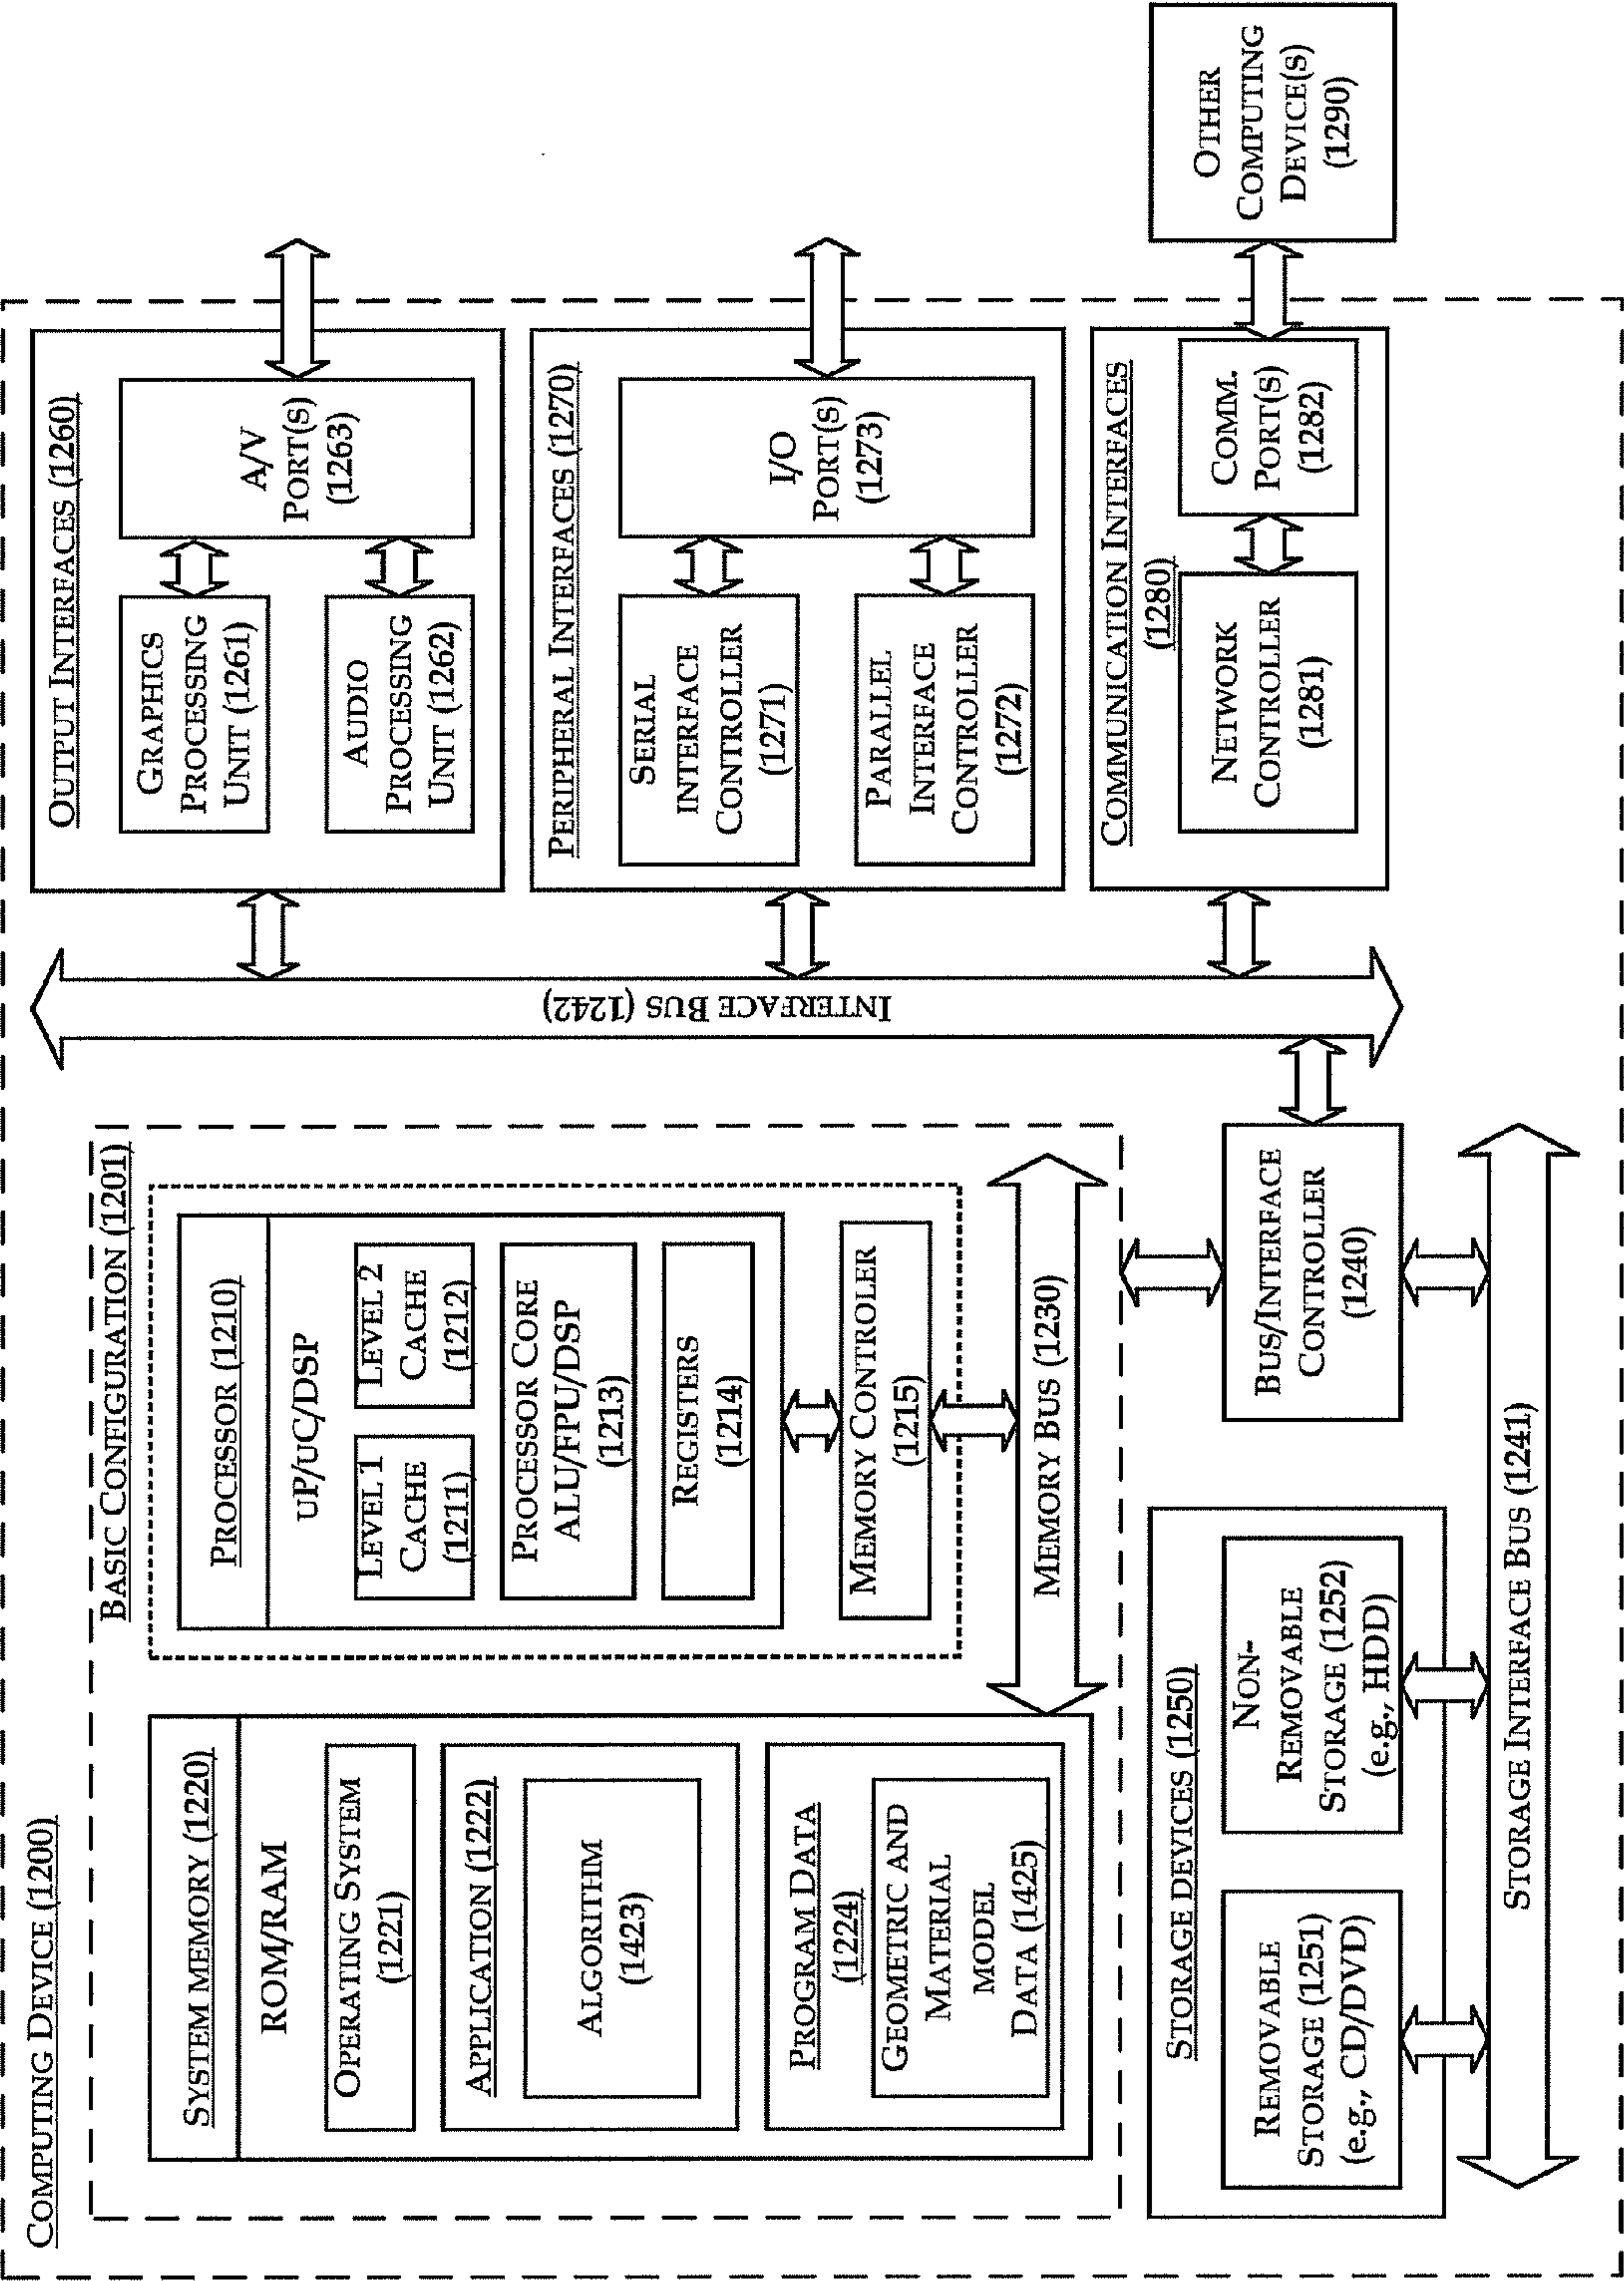 COMPUTING DEVICE (1200)
BASIC CONFIGURATION (1201)
SYSTEM MEMORY (1220)
ROM/RAM
OPERATING SYSTEM
(1221)
APPLICATION (1222)
ALGORITHM
(1423)
PROGRAM DATA
(1224)
GEOMETRIC AND
MATERIAL
MODEL
DATA (1425)
PROCESSOR (1210)
uP/uC/DSP
LEVEL 1
CACHE
(1211)
LEVEL 2
CACHE
(1212)
PROCESSOR CORE
ALU/FPU/DSP
(1213)
REGISTERS
(1214)
MEMORY CONTROLER
(1215)
MEMORY BUS (1230)
STORAGE DEVICES (1250)
REMOVABLE
STORAGE (1251)
(e.g., CD/DVD)
NON-
REMOVABLE
STORAGE (1252)
(e.g., HDD)
BUS/INTERFACE
CONTROLLER
(1240)
STORAGE INTERFACE BUS (1241)
INTERFACE BUS (1242)
OUTPUT INTERFACES (1260)
GRAPHICS
PROCESSING
UNIT (1261)
AUDIO
PROCESSING
UNIT (1262)
A/V
PORT(S)
(1263)
PERIPHERAL INTERFACES (1270)
SERIAL
INTERFACE
CONTROLLER
(1271)
PARALLEL
INTERFACE
CONTROLLER
(1272)
I/O
PORT(S)
(1273)
COMMUNICATION INTERFACES
(1280)
NETWORK
CONTROLLER
(1281)
COMM.
PORT(S)
(1282)
OTHER
COMPUTING
DEVICE(S)
(1290)